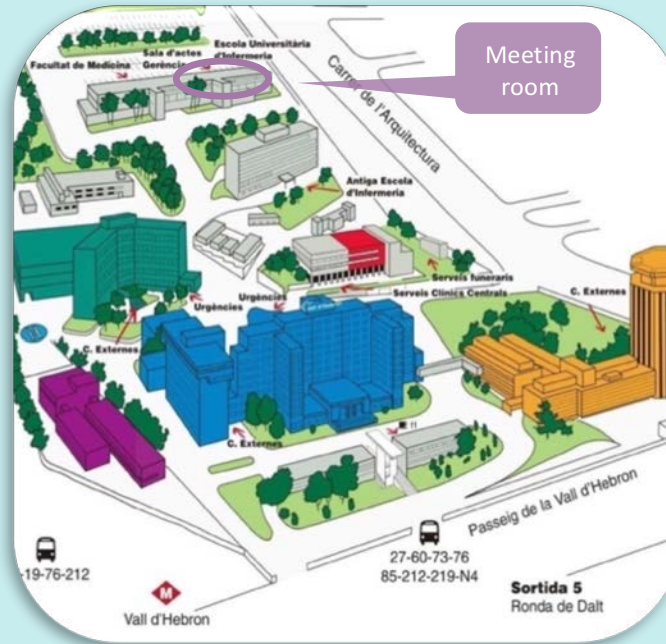 Meeting
room
Escola Universitària
d'Infermeria
Sala d'actes
Gerència
Facultat de Medicina
Carrer de l'Arquitectura
Antiga Escola
d'Infermeria
Serveis funeraris
Serveis Clínics Centrals
C. Externes
Urgències
Urgències
C. Externes
C. Externes
Passeig de la Vall d'Hebron
27-60-73-76
85-212-219-N4
-19-76-212
M
Vall d'Hebron
Sortida 5
Ronda de Dalt